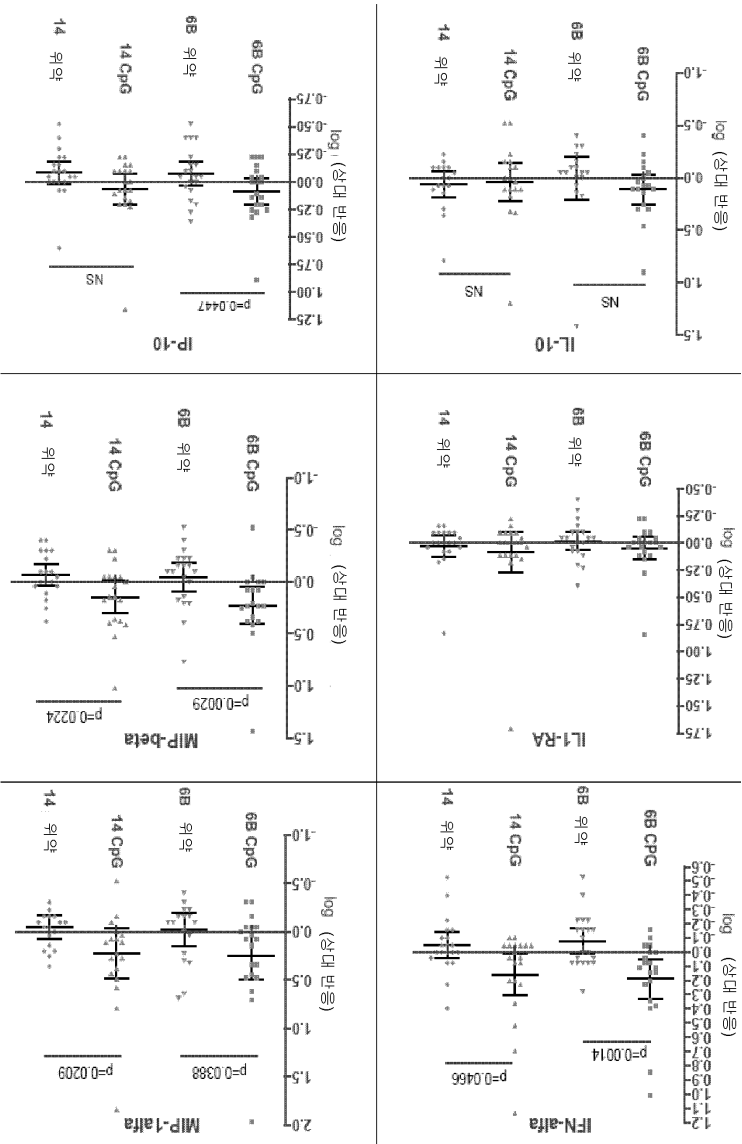 IFN-alfa
log (상대 반응)
1.2
1.1
1.0
0.9
0.8
0.7
0.6
0.5
0.4
0.3
0.2
0.1
0.0
-0.1
-0.2
-0.3
-0.4
-0.5
-0.6
p=0.0014
p=0.0466
6B CPG
6B 위약
14 CpG
14 위약
MIP-1alfa
log (상대 반응)
2.0
1.5
1.0
0.5
0.0
-0.5
-1.0
p=0.0388
p=0.0209
6B CpG
6B 위약
14 CpG
14 위약
IL1-RA
log (상대 반응)
1.75
1.50
1.25
1.00
0.75
0.50
0.25
0.00
-0.25
-0.50
6B CpG
6B 위약
14 CpG
14 위약
MIP-beta
log (상대 반응)
1.5
1.0
0.5
0.0
-0.5
-1.0
p=0.0029
p=0.0224
6B CpG
6B 위약
14 CpG
14 위약
IL-10
log (상대 반응)
1.5
1.0
0.5
0.0
-0.5
-1.0
NS
NS
6B CpG
6B 위약
14 CpG
14 위약
IP-10
log (상대 반응)
1.25
1.00
0.75
0.50
0.25
0.00
-0.25
-0.50
-0.75
p=0.0447
NS
6B CpG
6B 위약
14 CpG
14 위약